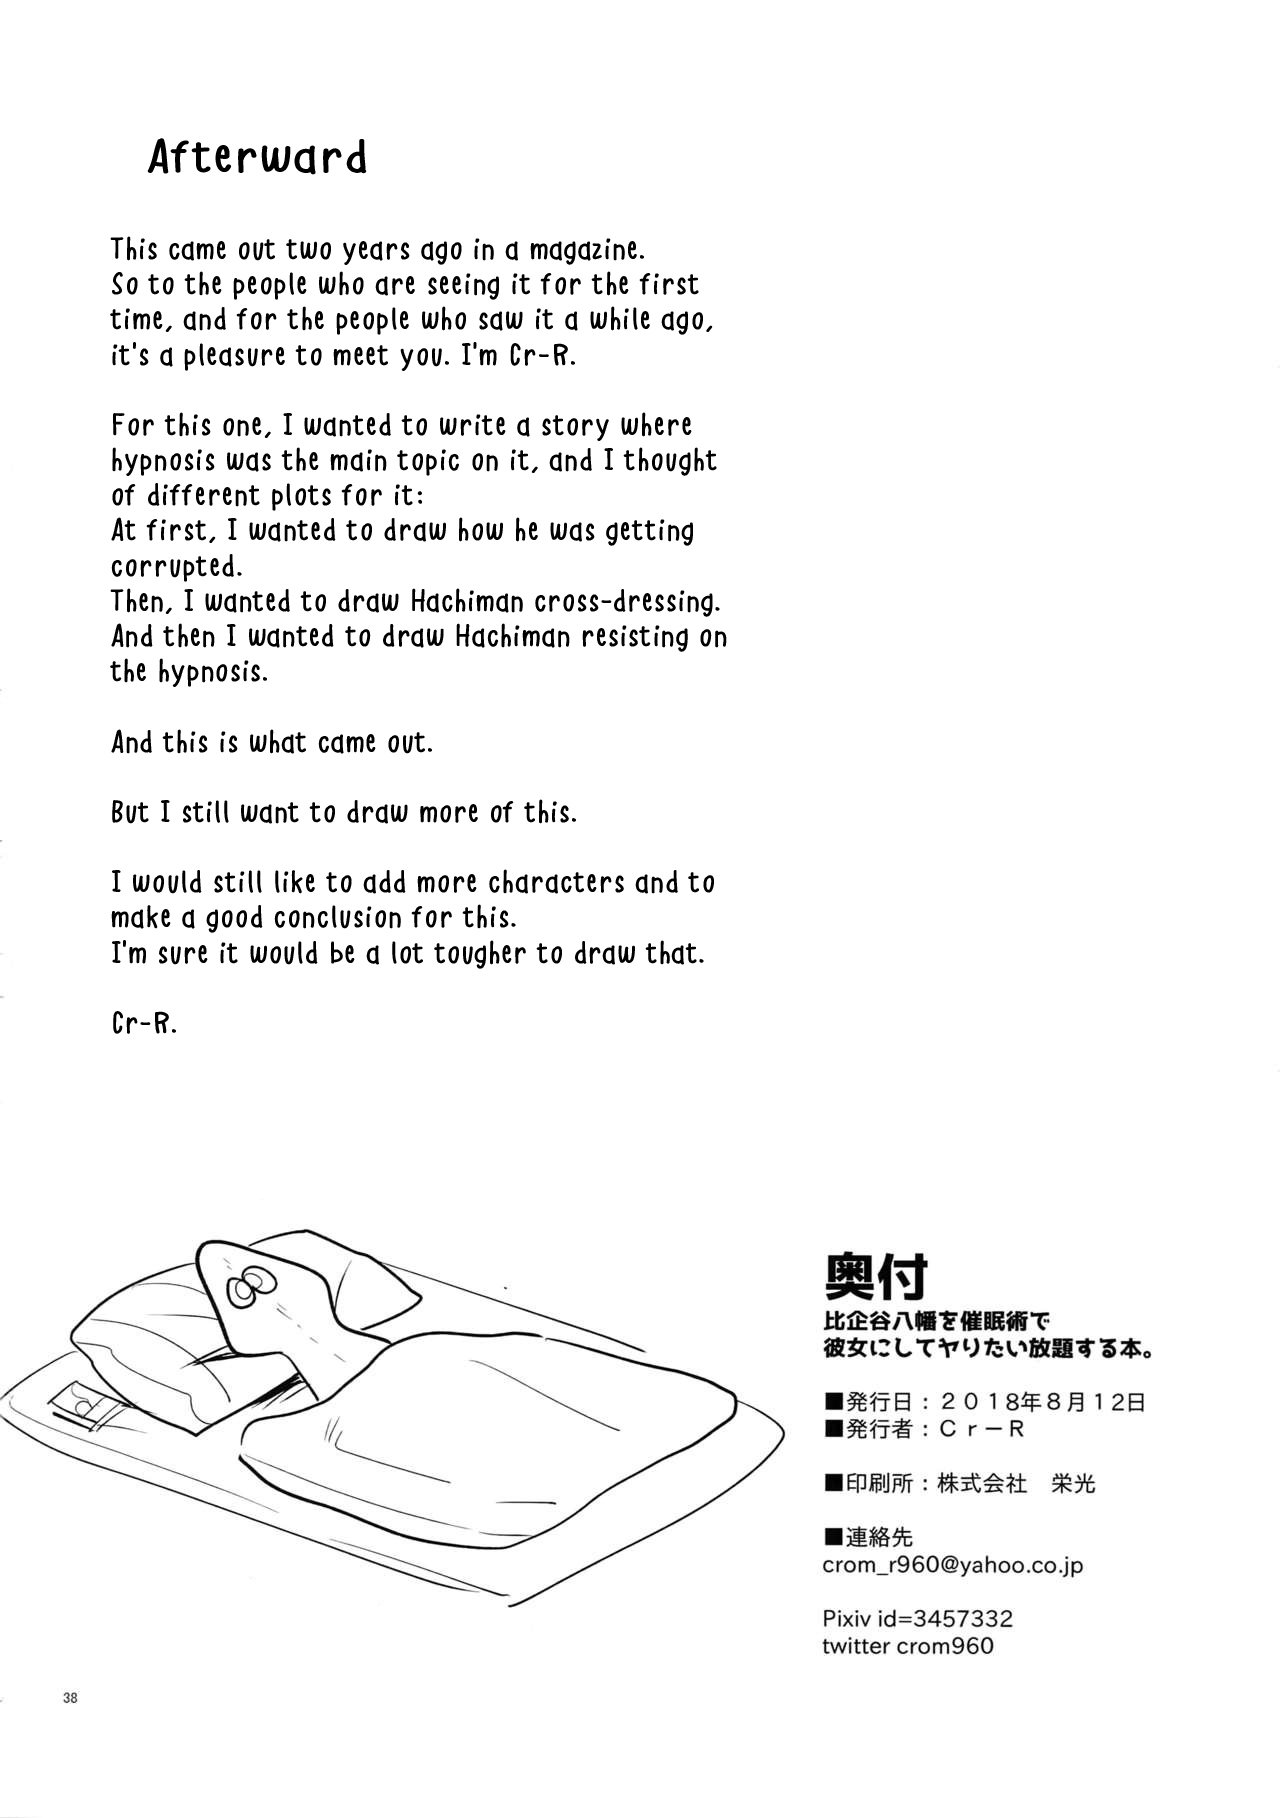 Afterward
This came out two years ago in a magazine.
So to the people who are seeing it for the first
time, and for the people who saw it a while ago,
it's a pleasure to meet you. I'm Cr-R.
For this one, I wanted to write a story where
hypnosis was the main topic on it, and I thought
of different plots for it:
At first, I wanted to draw how he was getting
corrupted.
Then, I wanted to draw Hachiman cross-dressing.
And then I wanted to draw Hachiman resisting on
the hypnosis.
And this is what came out.
But I still want to draw more of this.
I would still like to add more characters and to
make a good conclusion for this.
I'm sure it would be a lot tougher to draw that.
Cr-R.
奥付
比企谷八幡を催眠術で
彼女にしてヤりたい放題する本。
■発行日：２０１８年８月１２日
■発行者：Ｃｒ－Ｒ
■印刷所：株式会社　栄光
■連絡先
crom_r960@yahoo.co.jp
Pixiv id=3457332
twitter crom960
38